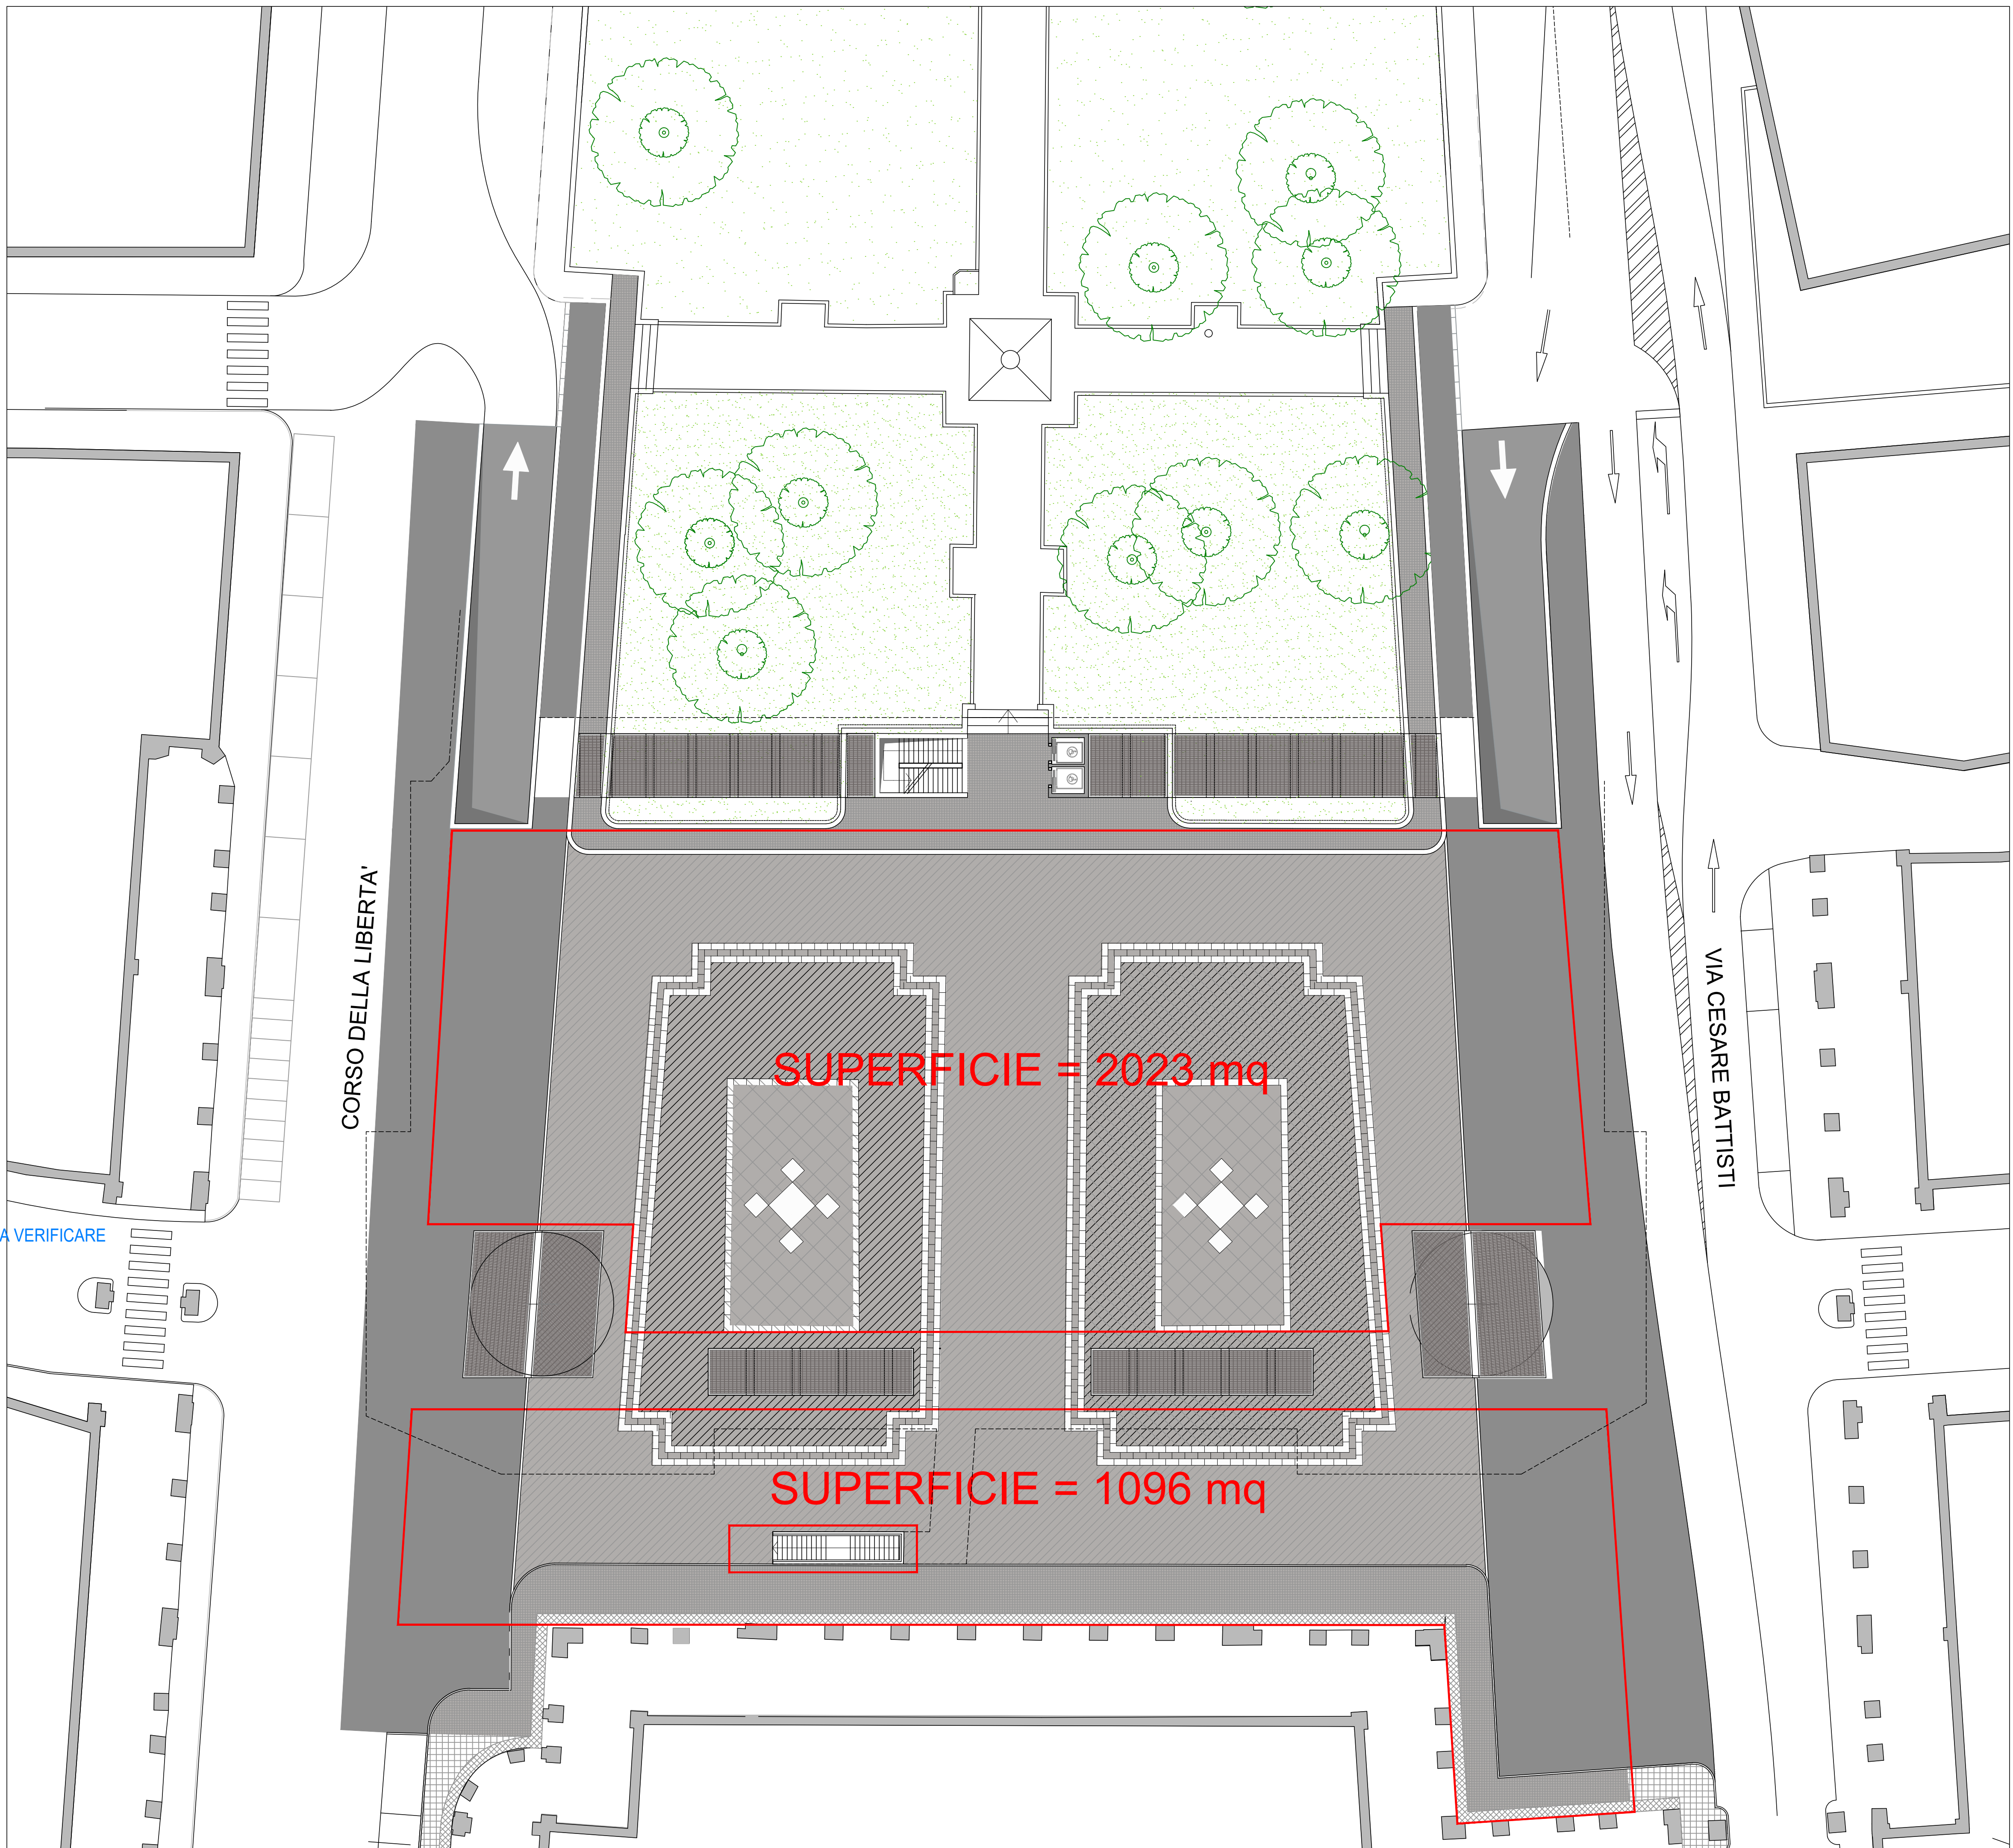 CORSO DELLA LIBERTA'
VIA CESARE BATTISTI
SUPERFICIE = 2023 mq
A VERIFICARE
SUPERFICIE = 1096 mq